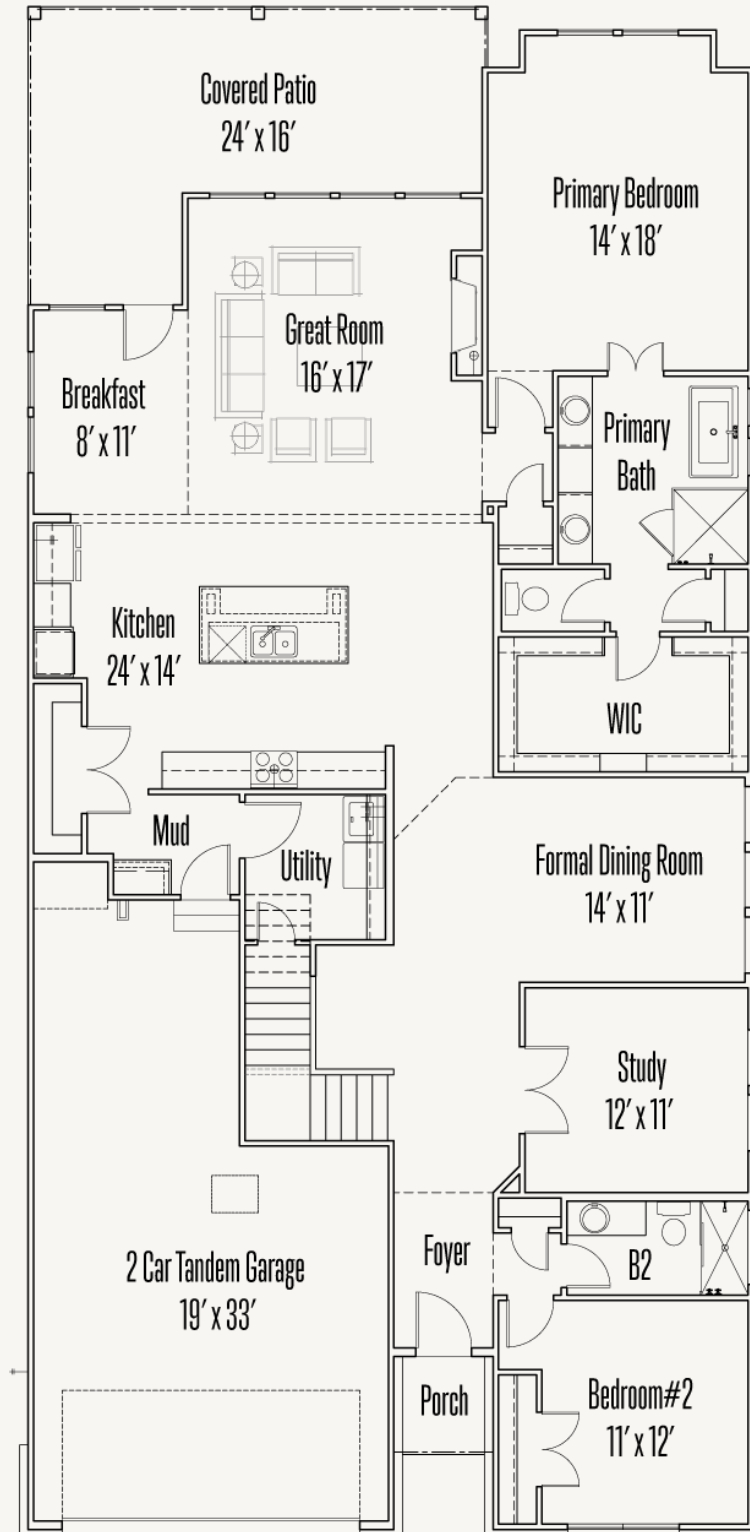 Covered Patio
24' x 16'
Primary Bedroom
14' x 18'
Great Room
16' x 17'
Breakfast
8' x 11'
Primary
Bath
Kitchen
24' x 14'
WIC
Mud
Utility
Formal Dining Room
14' x 11'
Study
12' x 11'
Foyer
B2
2 Car Tandem Garage
19' x 33'
Porch
Bedroom#2
11' x 12'